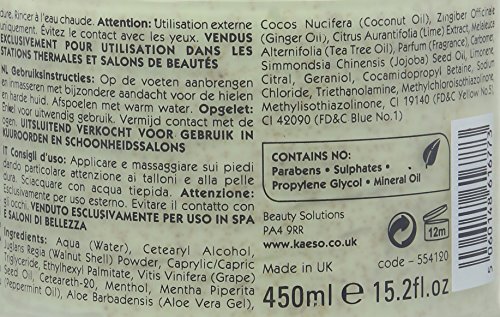 dure. Rincer à l'eau chaude. Attention: Utilisation externe
uniquement. Évitez le contact avec les yeux. VENDUS
EXCLUSIVEMENT POUR UTILISATION DANS LES
STATIONS THERMALES ET SALONS DE BEAUTÉS
NL Gebruiksinstructies: Op de voeten aanbrengen
en inmasseren met bijzondere aandacht voor de hielen
en harde huid. Afspoelen met warm water. Opgelet:
Enkel voor uitwendig gebruik. Vermijd contact met de
ogen. UITSLUITEND VERKOCHT VOOR GEBRUIK IN
KUUROORDEN EN SCHOONHEIDSSALONS
IT Consigli d'uso: Applicare e massaggiare sui piedi
dando particolare attenzione ai talloni e alla pelle
dura. Sciacquare con acqua tiepida. Attenzione:
Esclusivamente per uso esterno. Evitare il contatto con
gli occhi. VENDUTO ESCLUSIVAMENTE PER USO IN SPA
E SALONI DI BELLEZZA
Ingredients: Aqua (Water), Cetearyl Alcohol,
Juglans Regia (Walnut Shell) Powder, Caprylic/Capric
Triglyceride, Ethylhexyl Palmitate, Vitis Vinifera (Grape)
Seed Oil, Ceteareth-20, Menthol, Mentha Piperita
(Peppermint Oil), Aloe Barbadensis (Aloe Vera Gel),
Cocos Nucifera (Coconut Oil), Zingiber Officinale
(Ginger Oil), Citrus Aurantifolia (Lime) Extract, Melaleuca
Alternifolia (Tea Tree Oil), Parfum (Fragrance), Carbomer,
Simmondsia Chinensis (Jojoba) Seed Oil, Limonene,
Citral, Geraniol, Cocamidopropyl Betaine, Sodium
Chloride, Triethanolamine, Methylchloroisothiazolinone,
Methylisothiazolinone, CI 19140 (FD&C Yellow No.5),
CI 42090 (FD&C Blue No.1)
CONTAINS NO:
Parabens • Sulphates •
Propylene Glycol • Mineral Oil
Beauty Solutions
PA4 9RR
www.kaeso.co.uk
12m
Made in UK
code - 554190
450ml e 15.2fl.oz